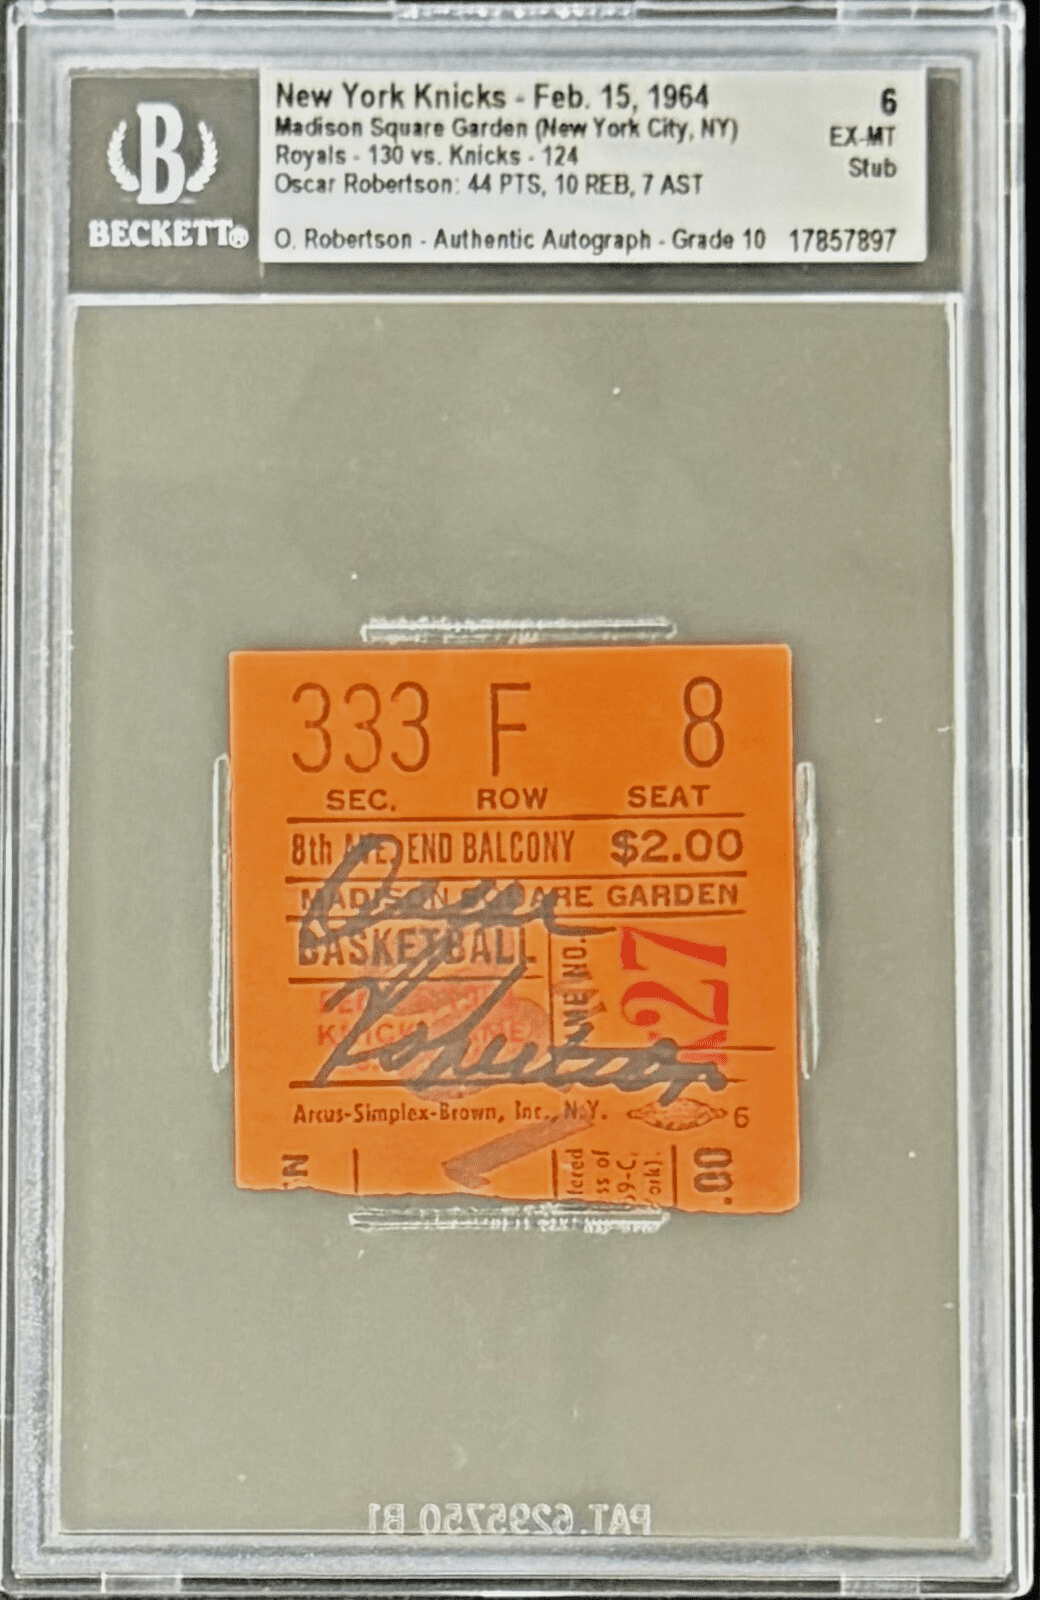 B
BECKETT®
New York Knicks - Feb. 15, 1964
6
Madison Square Garden (New York City, NY)
EX-MT
Royals - 130 vs. Knicks - 124
Stub
Oscar Robertson: 44 PTS, 10 REB, 7 AST
O. Robertson - Authentic Autograph - Grade 10
17857897
333 F 8
SEC. ROW SEAT
8th AVE. END BALCONY $2.00
MADISON SQUARE GARDEN
BASKETBALL
Oscar
Robertson
27
Arcus-Simplex-Brown, Inc., N.Y.
6
.00
PAT. 6295750 B1